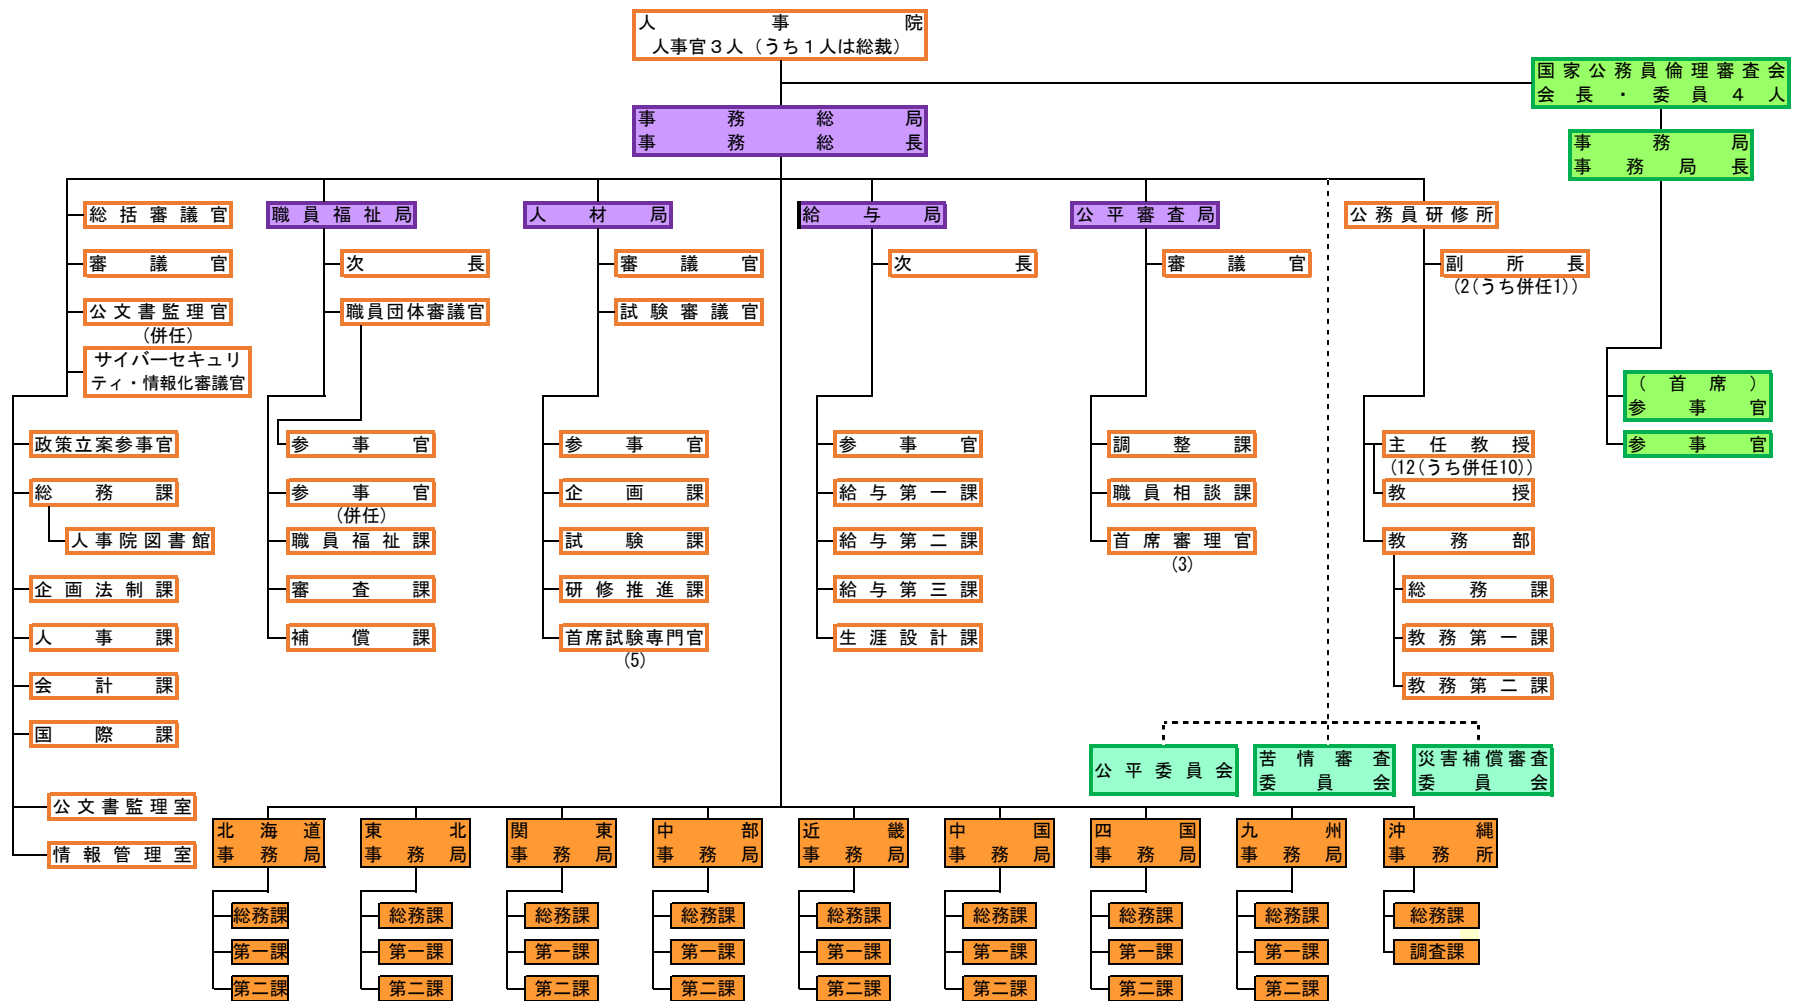 人事院
人事官３人（うち１人は総裁）
国家公務員倫理審査会
会長・委員４人
事務総局
事務総長
事務局
事務局長
総括審議官
審議官
公文書監理官
(併任)
サイバーセキュリ
ティ・情報化審議官
政策立案参事官
総務課
人事院図書館
企画法制課
人事課
会計課
国際課
公文書監理室
情報管理室
職員福祉局
次長
職員団体審議官
参事官
参事官
(併任)
職員福祉課
審査課
補償課
人材局
審議官
試験審議官
参事官
企画課
試験課
研修推進課
首席試験専門官
(5)
給与局
次長
参事官
給与第一課
給与第二課
給与第三課
生涯設計課
公平審査局
審議官
調整課
職員相談課
首席審理官
(3)
公務員研修所
副所長
(2(うち併任1))
主任教授
(12(うち併任10))
教授
教務部
総務課
教務第一課
教務第二課
（首席）
参事官
参事官
公平委員会
苦情審査
委員会
災害補償審査
委員会
北海道
事務局
総務課
第一課
第二課
東北
事務局
総務課
第一課
第二課
関東
事務局
総務課
第一課
第二課
中部
事務局
総務課
第一課
第二課
近畿
事務局
総務課
第一課
第二課
中国
事務局
総務課
第一課
第二課
四国
事務局
総務課
第一課
第二課
九州
事務局
総務課
第一課
第二課
沖縄
事務所
総務課
調査課